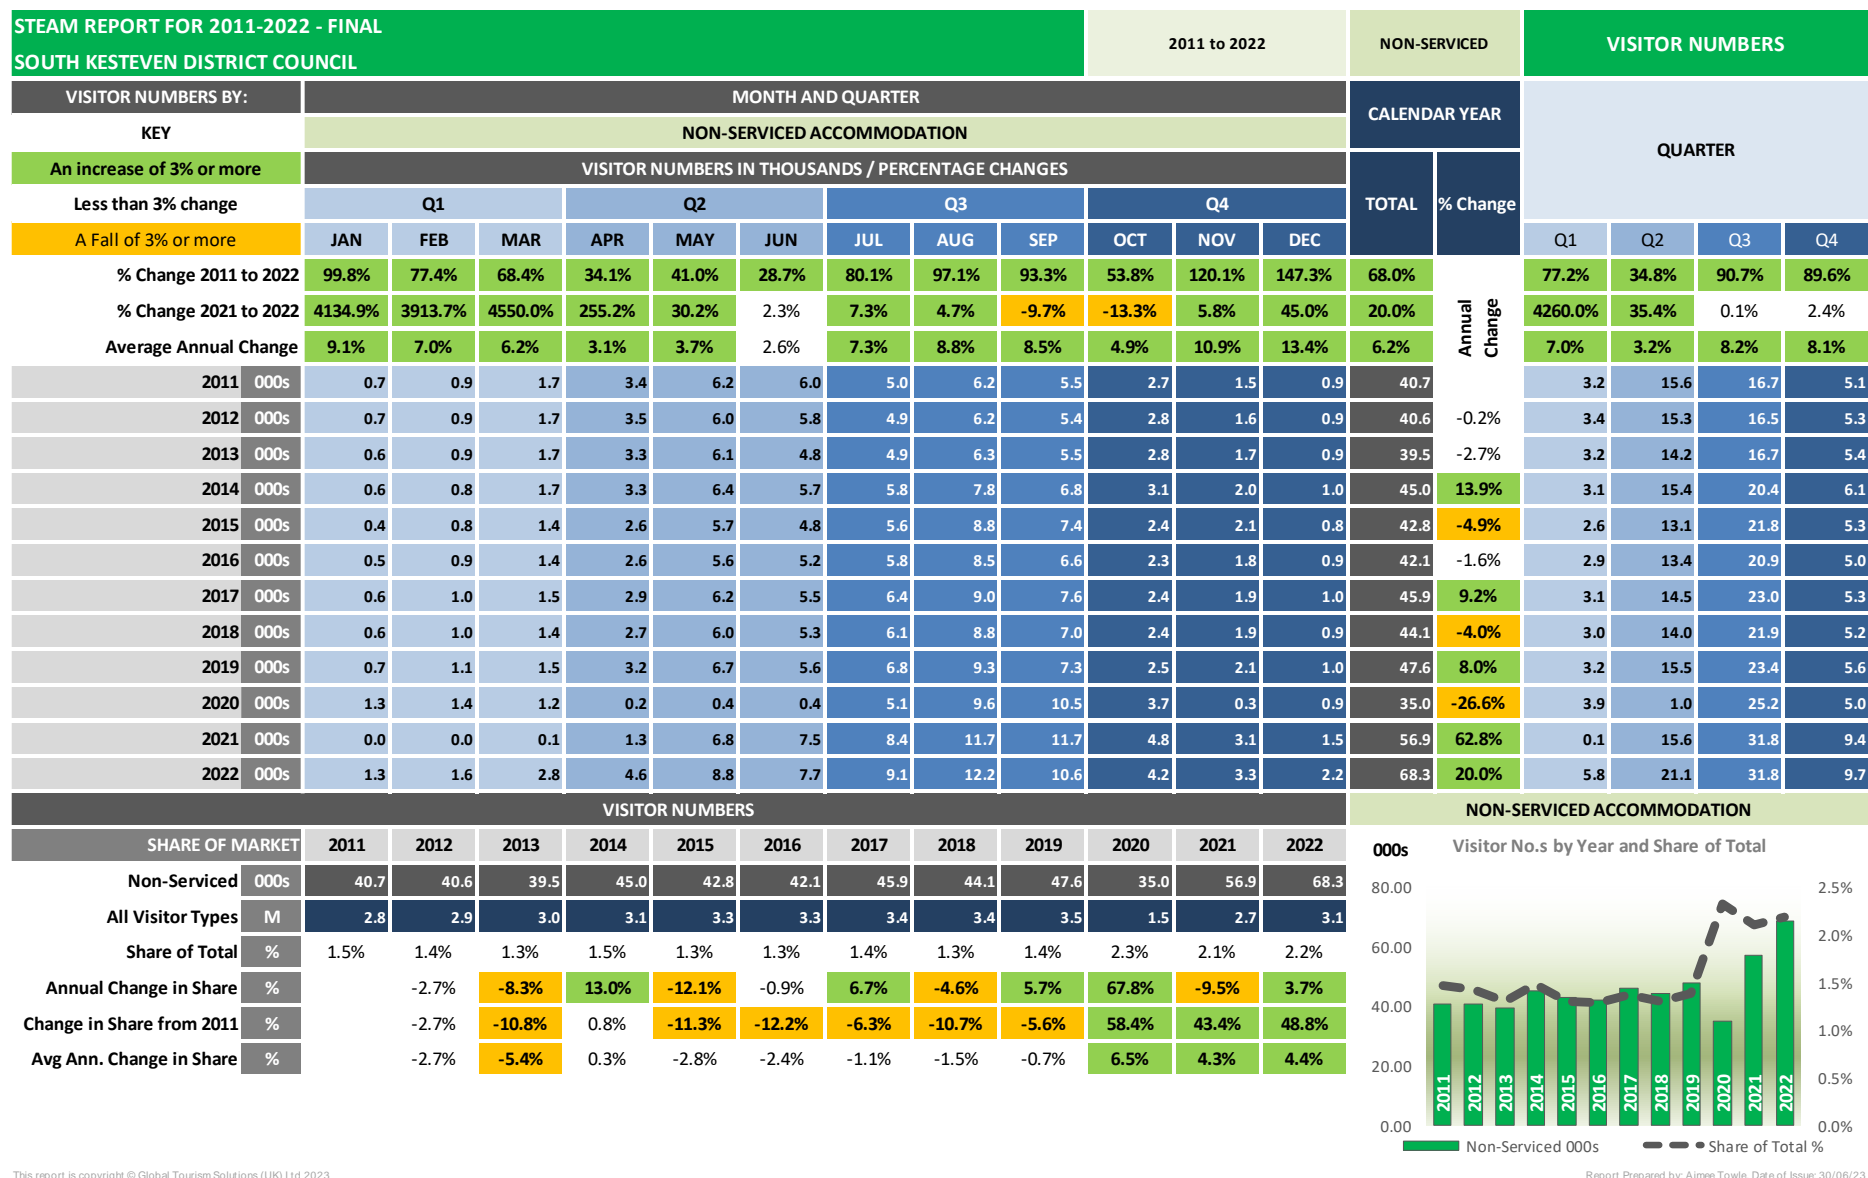 STEAM REPORT FOR 2011-2022 - FINAL
SOUTH KESTEVEN DISTRICT COUNCIL
2011 to 2022
NON-SERVICED
VISITOR NUMBERS
VISITOR NUMBERS BY:
MONTH AND QUARTER
CALENDAR YEAR
QUARTER
KEY
NON-SERVICED ACCOMMODATION
An increase of 3% or more
VISITOR NUMBERS IN THOUSANDS / PERCENTAGE CHANGES
Less than 3% change Q1 Q2 Q3 Q4 TOTAL % Change
A Fall of 3% or more JAN FEB MAR APR MAY JUN JUL AUG SEP OCT NOV DEC Q1 Q2 Q3 Q4
% Change 2011 to 2022 99.8% 77.4% 68.4% 34.1% 41.0% 28.7% 80.1% 97.1% 93.3% 53.8% 120.1% 147.3% 68.0% 77.2% 34.8% 90.7% 89.6%
% Change 2021 to 2022 4134.9% 3913.7% 4550.0% 255.2% 30.2% 2.3% 7.3% 4.7% -9.7% -13.3% 5.8% 45.0% 20.0% 4260.0% 35.4% 0.1% 2.4%
Average Annual Change 9.1% 7.0% 6.2% 3.1% 3.7% 2.6% 7.3% 8.8% 8.5% 4.9% 10.9% 13.4% 6.2% 7.0% 3.2% 8.2% 8.1%
Annual
Change
2011 000s 0.7 0.9 1.7 3.4 6.2 6.0 5.0 6.2 5.5 2.7 1.5 0.9 40.7 3.2 15.6 16.7 5.1
2012 000s 0.7 0.9 1.7 3.5 6.0 5.8 4.9 6.2 5.4 2.8 1.6 0.9 40.6 -0.2% 3.4 15.3 16.5 5.3
2013 000s 0.6 0.9 1.7 3.3 6.1 4.8 4.9 6.3 5.5 2.8 1.7 0.9 39.5 -2.7% 3.2 14.2 16.7 5.4
2014 000s 0.6 0.8 1.7 3.3 6.4 5.7 5.8 7.8 6.8 3.1 2.0 1.0 45.0 13.9% 3.1 15.4 20.4 6.1
2015 000s 0.4 0.8 1.4 2.6 5.7 4.8 5.6 8.8 7.4 2.4 2.1 0.8 42.8 -4.9% 2.6 13.1 21.8 5.3
2016 000s 0.5 0.9 1.4 2.6 5.6 5.2 5.8 8.5 6.6 2.3 1.8 0.9 42.1 -1.6% 2.9 13.4 20.9 5.0
2017 000s 0.6 1.0 1.5 2.9 6.2 5.5 6.4 9.0 7.6 2.4 1.9 1.0 45.9 9.2% 3.1 14.5 23.0 5.3
2018 000s 0.6 1.0 1.4 2.7 6.0 5.3 6.1 8.8 7.0 2.4 1.9 0.9 44.1 -4.0% 3.0 14.0 21.9 5.2
2019 000s 0.7 1.1 1.5 3.2 6.7 5.6 6.8 9.3 7.3 2.5 2.1 1.0 47.6 8.0% 3.2 15.5 23.4 5.6
2020 000s 1.3 1.4 1.2 0.2 0.4 0.4 5.1 9.6 10.5 3.7 0.3 0.9 35.0 -26.6% 3.9 1.0 25.2 5.0
2021 000s 0.0 0.0 0.1 1.3 6.8 7.5 8.4 11.7 11.7 4.8 3.1 1.5 56.9 62.8% 0.1 15.6 31.8 9.4
2022 000s 1.3 1.6 2.8 4.6 8.8 7.7 9.1 12.2 10.6 4.2 3.3 2.2 68.3 20.0% 5.8 21.1 31.8 9.7
VISITOR NUMBERS
SHARE OF MARKET 2011 2012 2013 2014 2015 2016 2017 2018 2019 2020 2021 2022
Non-Serviced 000s 40.7 40.6 39.5 45.0 42.8 42.1 45.9 44.1 47.6 35.0 56.9 68.3
All Visitor Types M 2.8 2.9 3.0 3.1 3.3 3.3 3.4 3.4 3.5 1.5 2.7 3.1
Share of Total % 1.5% 1.4% 1.3% 1.5% 1.3% 1.3% 1.4% 1.3% 1.4% 2.3% 2.1% 2.2%
Annual Change in Share % -2.7% -8.3% 13.0% -12.1% -0.9% 6.7% -4.6% 5.7% 67.8% -9.5% 3.7%
Change in Share from 2011 % -2.7% -10.8% 0.8% -11.3% -12.2% -6.3% -10.7% -5.6% 58.4% 43.4% 48.8%
Avg Ann. Change in Share % -2.7% -5.4% 0.3% -2.8% -2.4% -1.1% -1.5% -0.7% 6.5% 4.3% 4.4%
NON-SERVICED ACCOMMODATION
000s Visitor No.s by Year and Share of Total
80.00 2.5%
2.0%
60.00
1.5%
40.00
1.0%
20.00
0.5%
0.00 0.0%
2011 2012 2013 2014 2015 2016 2017 2018 2019 2020 2021 2022
Non-Serviced 000s Share of Total %
This report is copyright © Global Tourism Solutions (UK) Ltd 2023
Report Prepared by: Aimee Towle. Date of Issue: 30/06/23